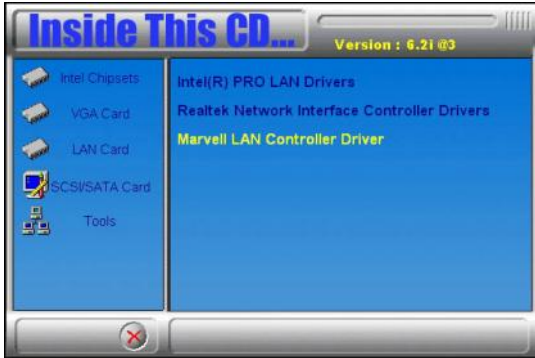 Inside This CD...
Version : 6.2i @3
Intel Chipsets
VGA Card
LAN Card
SCSI/SATA Card
Tools
Intel(R) PRO LAN Drivers
Realtek Network Interface Controller Drivers
Marvell LAN Controller Driver